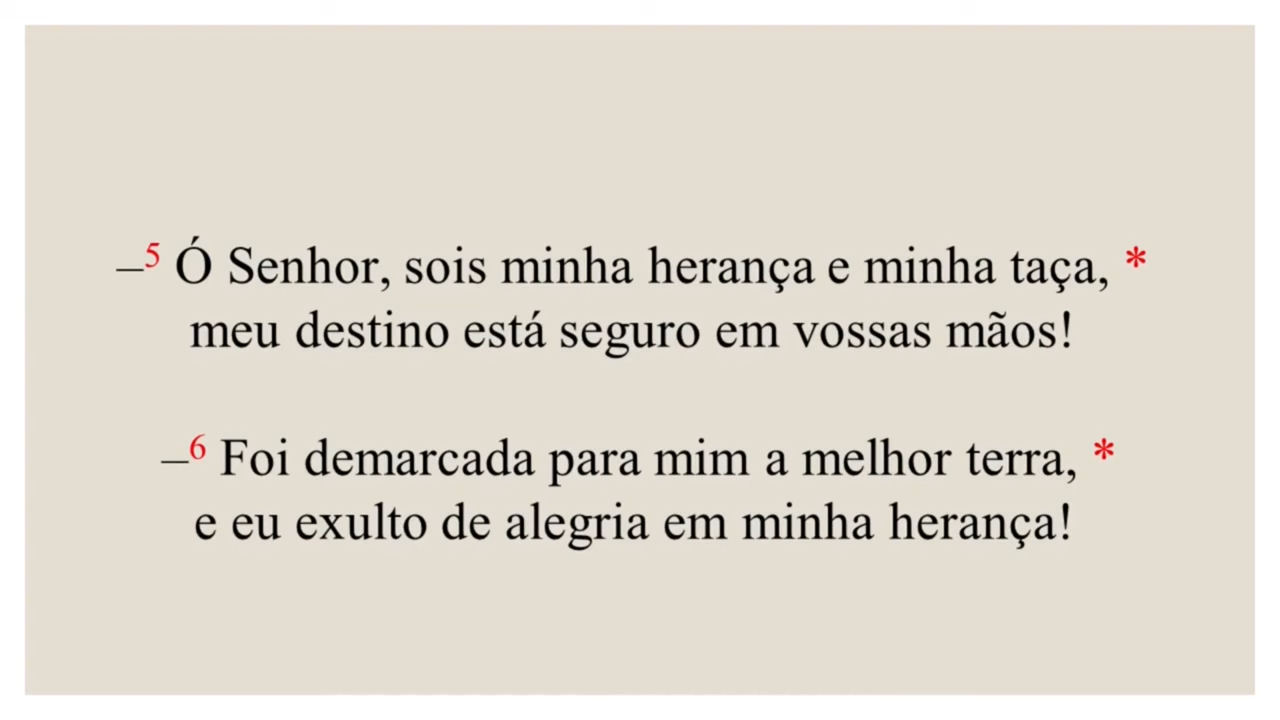 –⁵ Ó Senhor, sois minha herança e minha taça, *
meu destino está seguro em vossas mãos!
–⁶ Foi demarcada para mim a melhor terra, *
e eu exulto de alegria em minha herança!